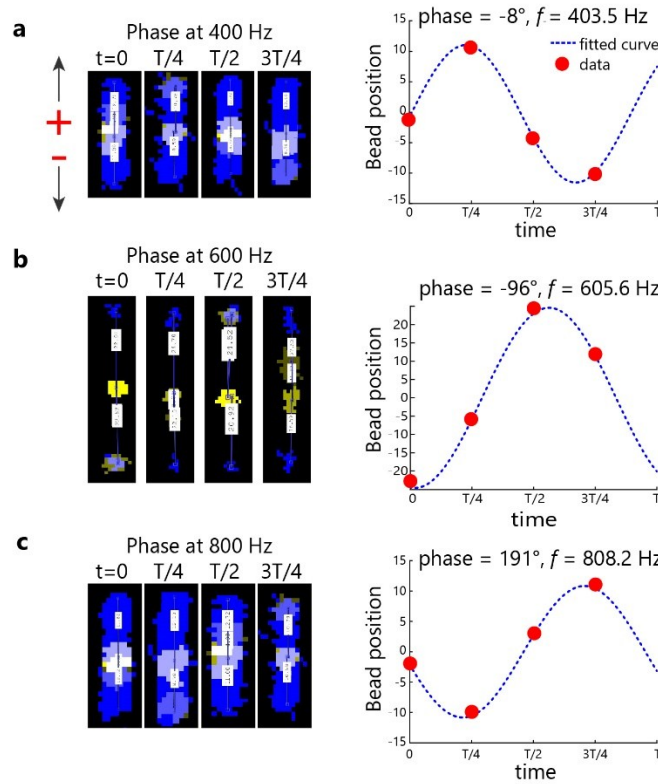 a
Phase at 400 Hz
t=0 T/4 T/2 3T/4
+
-
phase = -8°, f = 403.5 Hz
fitted curve
data
Bead position
15
10
5
0
-5
-10
-15
0 T/4 T/2 3T/4 T
time
b
Phase at 600 Hz
t=0 T/4 T/2 3T/4
21.52
20.92
phase = -96°, f = 605.6 Hz
Bead position
20
15
10
5
0
-5
-10
-15
-20
0 T/4 T/2 3T/4 T
time
c
Phase at 800 Hz
t=0 T/4 T/2 3T/4
phase = 191°, f = 808.2 Hz
Bead position
15
10
5
0
-5
-10
-15
0 T/4 T/2 3T/4 T
time